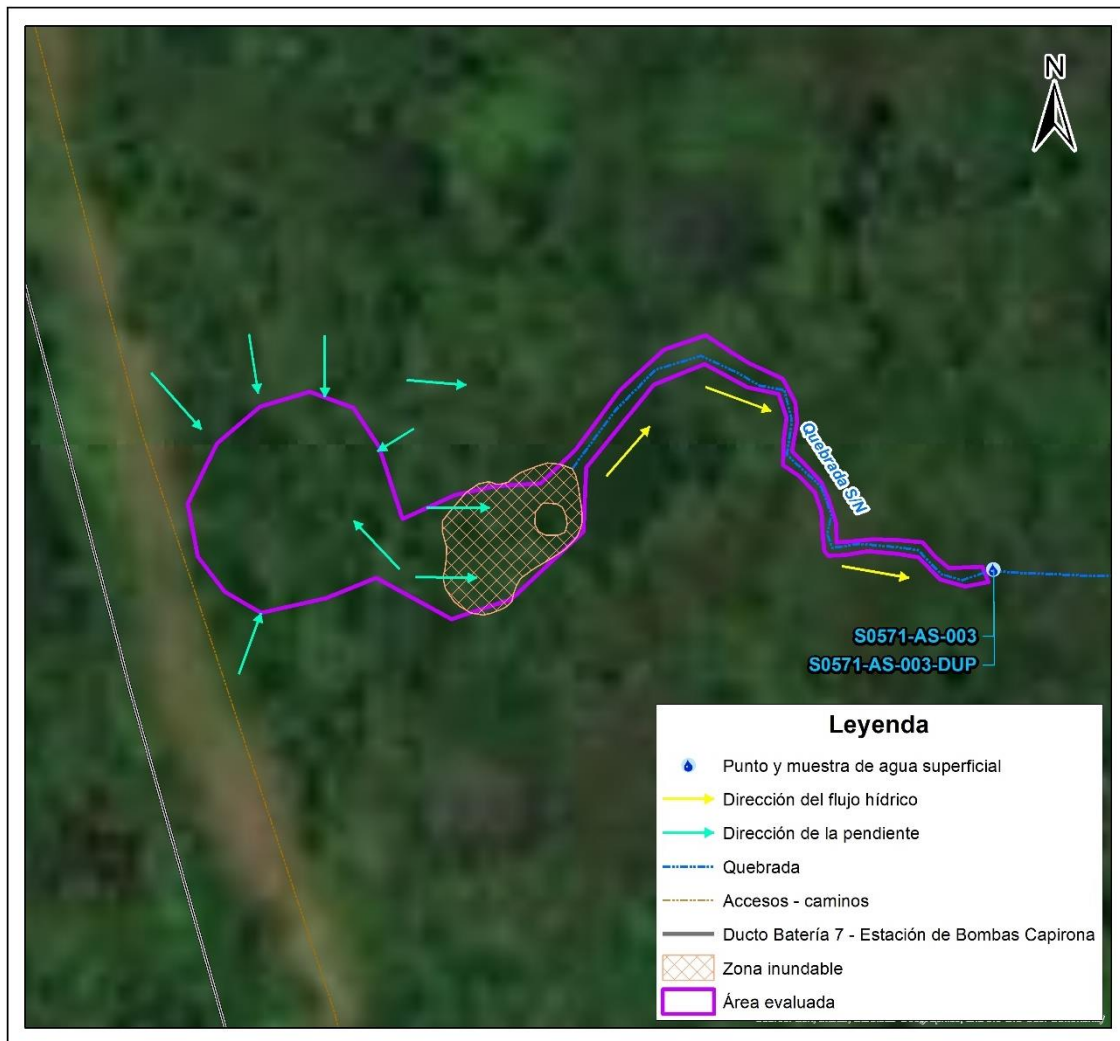 N
Quebrada S/N
S0571-AS-003
S0571-AS-003-DUP
Leyenda
Punto y muestra de agua superficial
Dirección del flujo hídrico
Dirección de la pendiente
Quebrada
Accesos - caminos
Ducto Batería 7 - Estación de Bombas Capirona
Zona inundable
Área evaluada